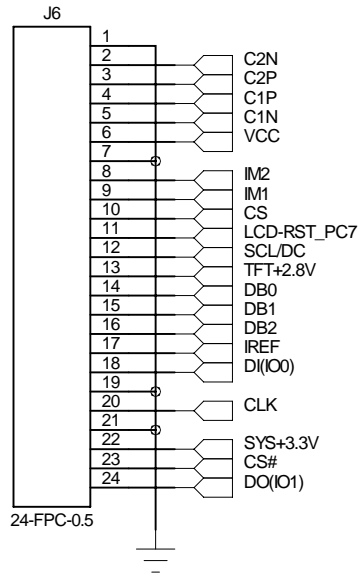 J6
1
2 C2N
3 C2P
4 C1P
5 C1N
6 VCC
7
8 IM2
9 IM1
10 CS
11 LCD-RST_PC7
12 SCL/DC
13 TFT+2.8V
14 DB0
15 DB1
16 DB2
17 IREF
18 DI(IO0)
19
20 CLK
21
22 SYS+3.3V
23 CS#
24 DO(IO1)
24-FPC-0.5